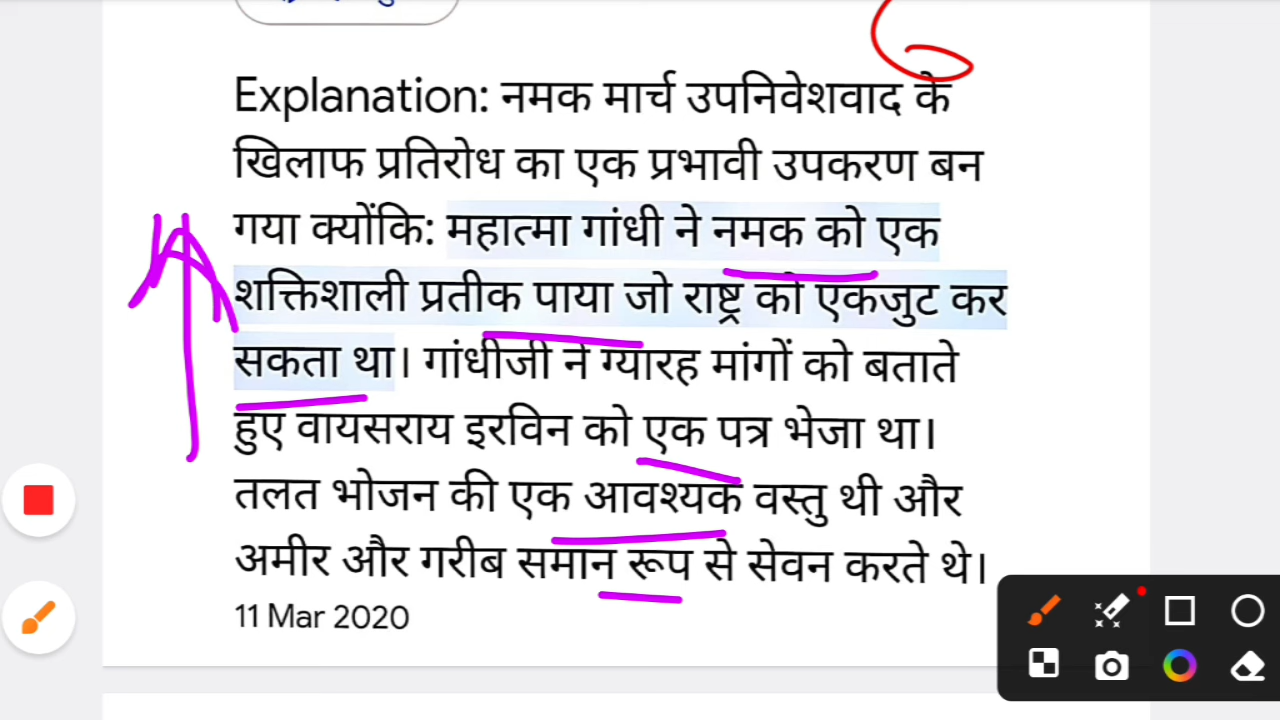 Explanation: नमक मार्च उपनिवेशवाद के
खिलाफ प्रतिरोध का एक प्रभावी उपकरण बन
गया क्योंकि: महात्मा गांधी ने नमक को एक
शक्तिशाली प्रतीक पाया जो राष्ट्र को एकजुट कर
सकता था। गांधीजी ने ग्यारह मांगों को बताते
हुए वायसराय इरविन को एक पत्र भेजा था।
तलत भोजन की एक आवश्यक वस्तु थी और
अमीर और गरीब समान रूप से सेवन करते थे।
11 Mar 2020